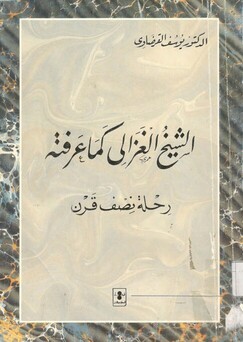 الدكتور يوسف القرضاوي
الشيخ الغزالي كما عرفته
رحلة نصف قرن